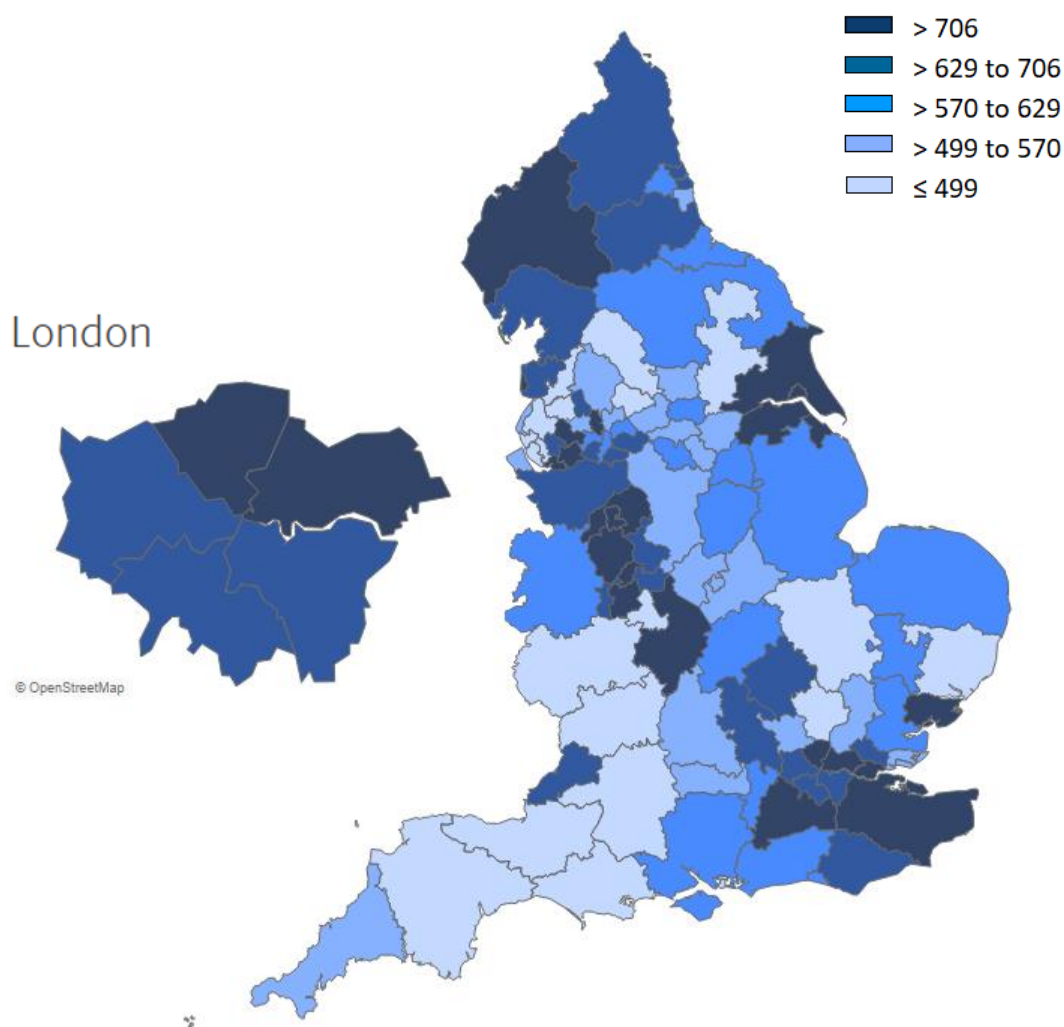 > 706
> 629 to 706
> 570 to 629
> 499 to 570
≤ 499
London
© OpenStreetMap